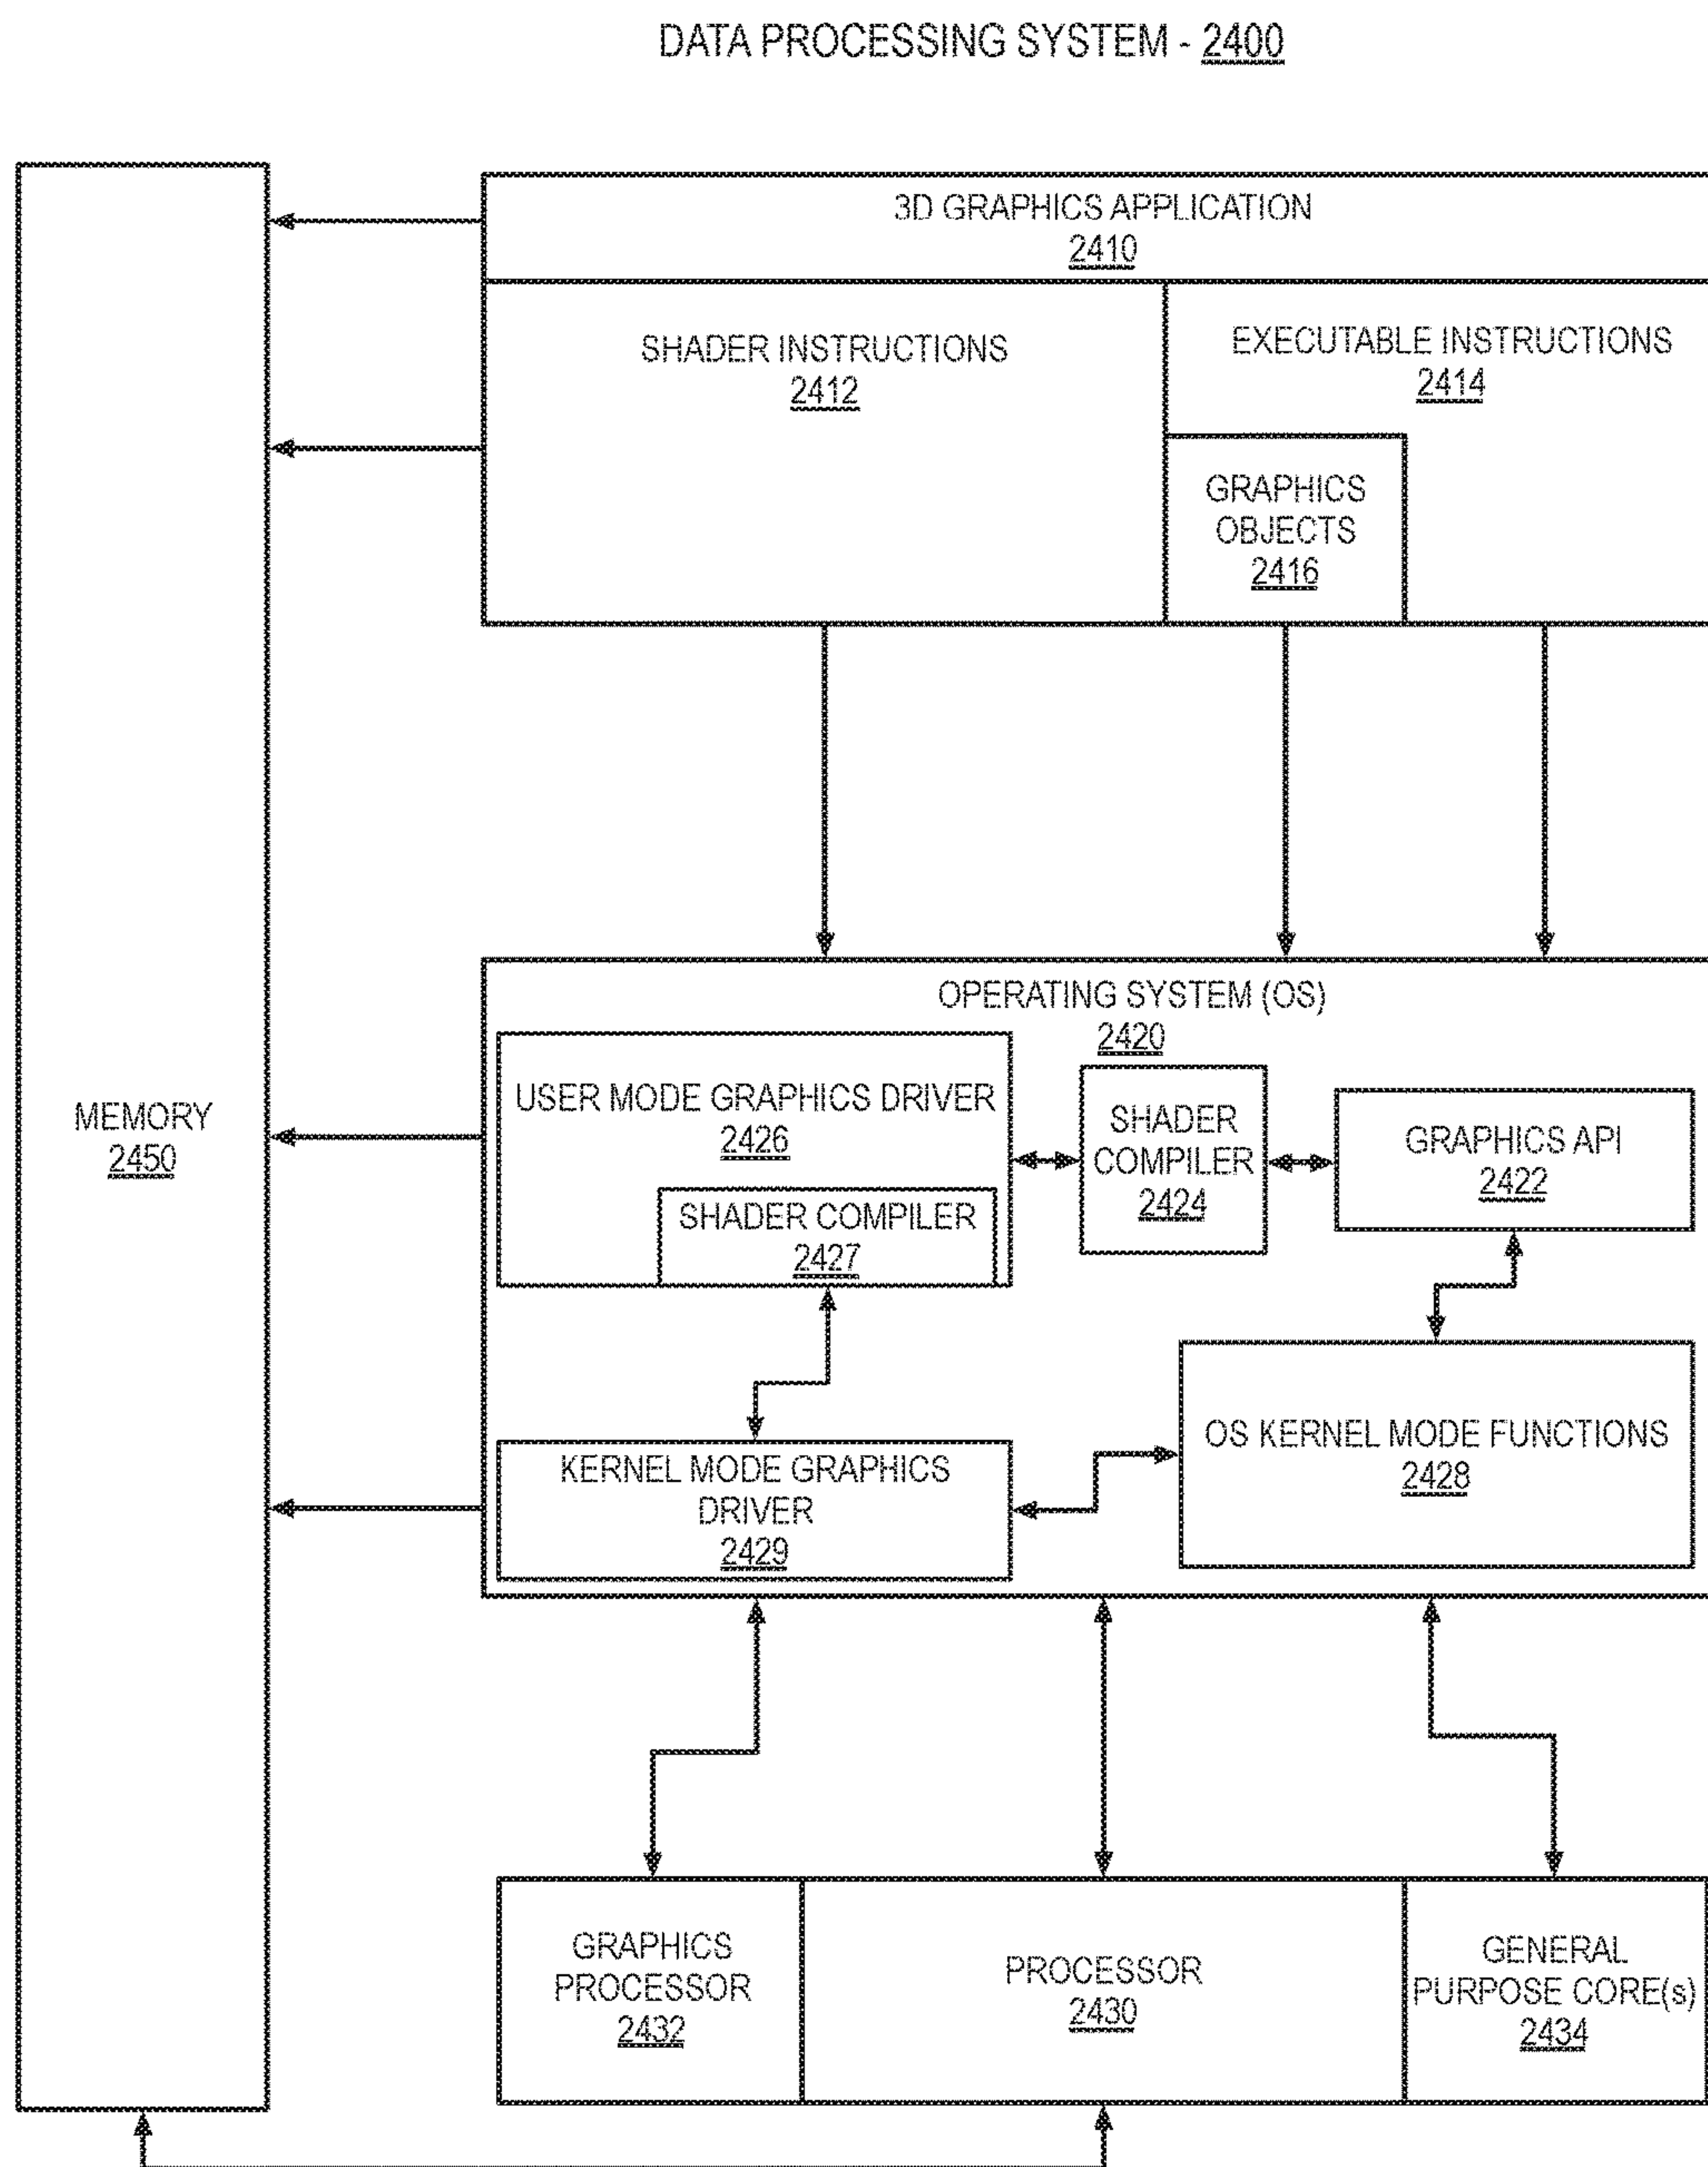 DATA PROCESSING SYSTEM - 2400
3D GRAPHICS APPLICATION
2410
SHADER INSTRUCTIONS
2412
EXECUTABLE INSTRUCTIONS
2414
GRAPHICS
OBJECTS
2416
MEMORY
2450
OPERATING SYSTEM (OS)
2420
USER MODE GRAPHICS DRIVER
2426
SHADER COMPILER
2427
SHADER
COMPILER
2424
GRAPHICS API
2422
KERNEL MODE GRAPHICS
DRIVER
2429
OS KERNEL MODE FUNCTIONS
2428
GRAPHICS
PROCESSOR
2432
PROCESSOR
2430
GENERAL
PURPOSE CORE(s)
2434